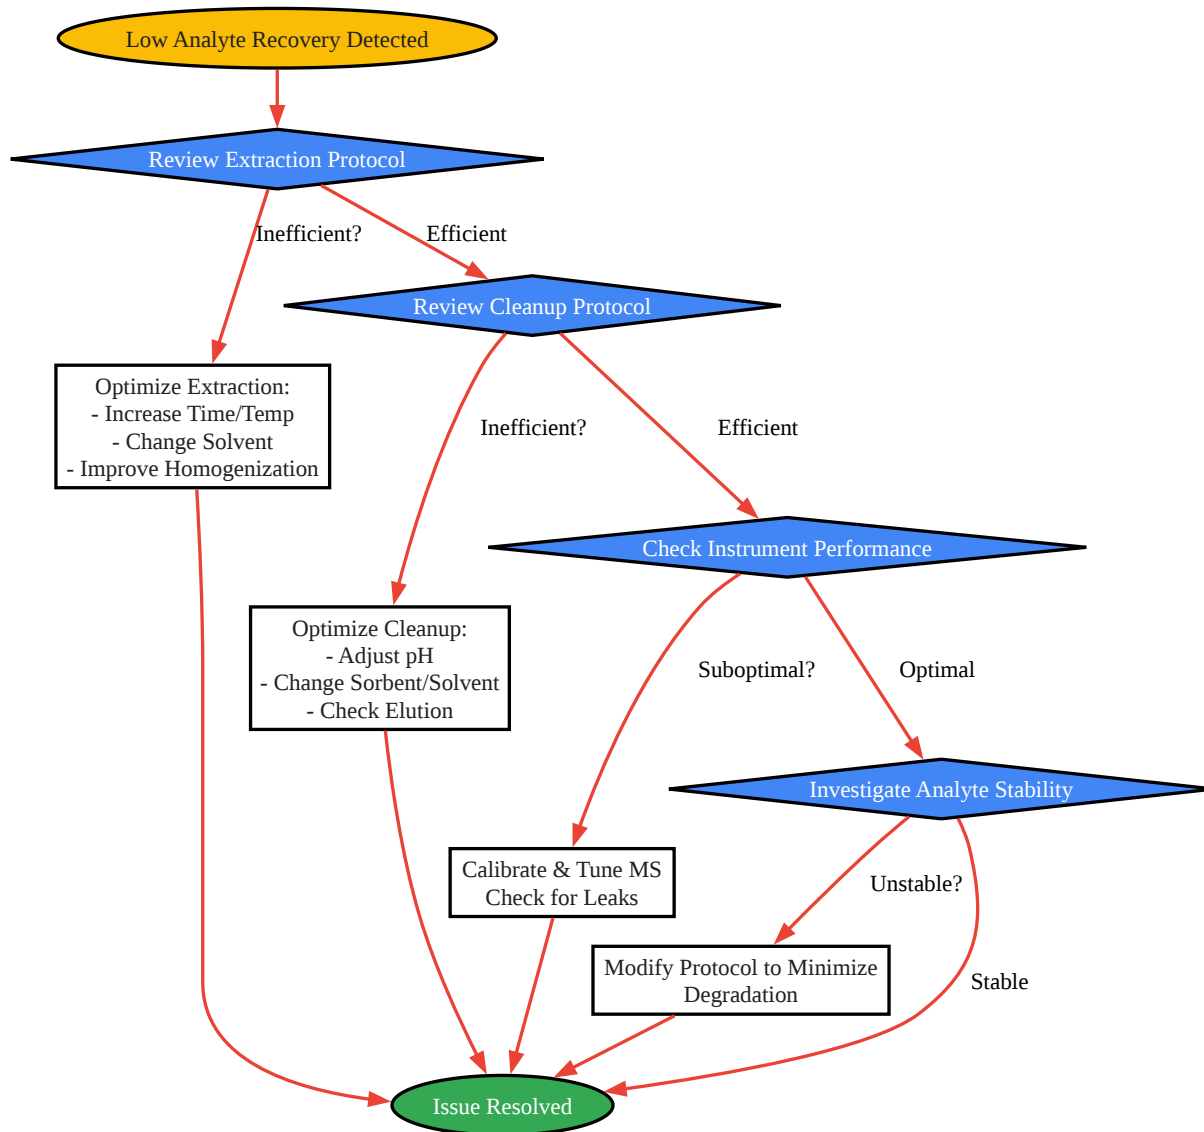 Low Analyte Recovery Detected
Review Extraction Protocol
Inefficient?
Efficient
Review Cleanup Protocol
Optimize Extraction:
- Increase Time/Temp
- Change Solvent
- Improve Homogenization
Inefficient?
Efficient
Check Instrument Performance
Optimize Cleanup:
- Adjust pH
- Change Sorbent/Solvent
- Check Elution
Suboptimal?
Optimal
Investigate Analyte Stability
Calibrate & Tune MS
Check for Leaks
Unstable?
Modify Protocol to Minimize
Degradation
Stable
Issue Resolved